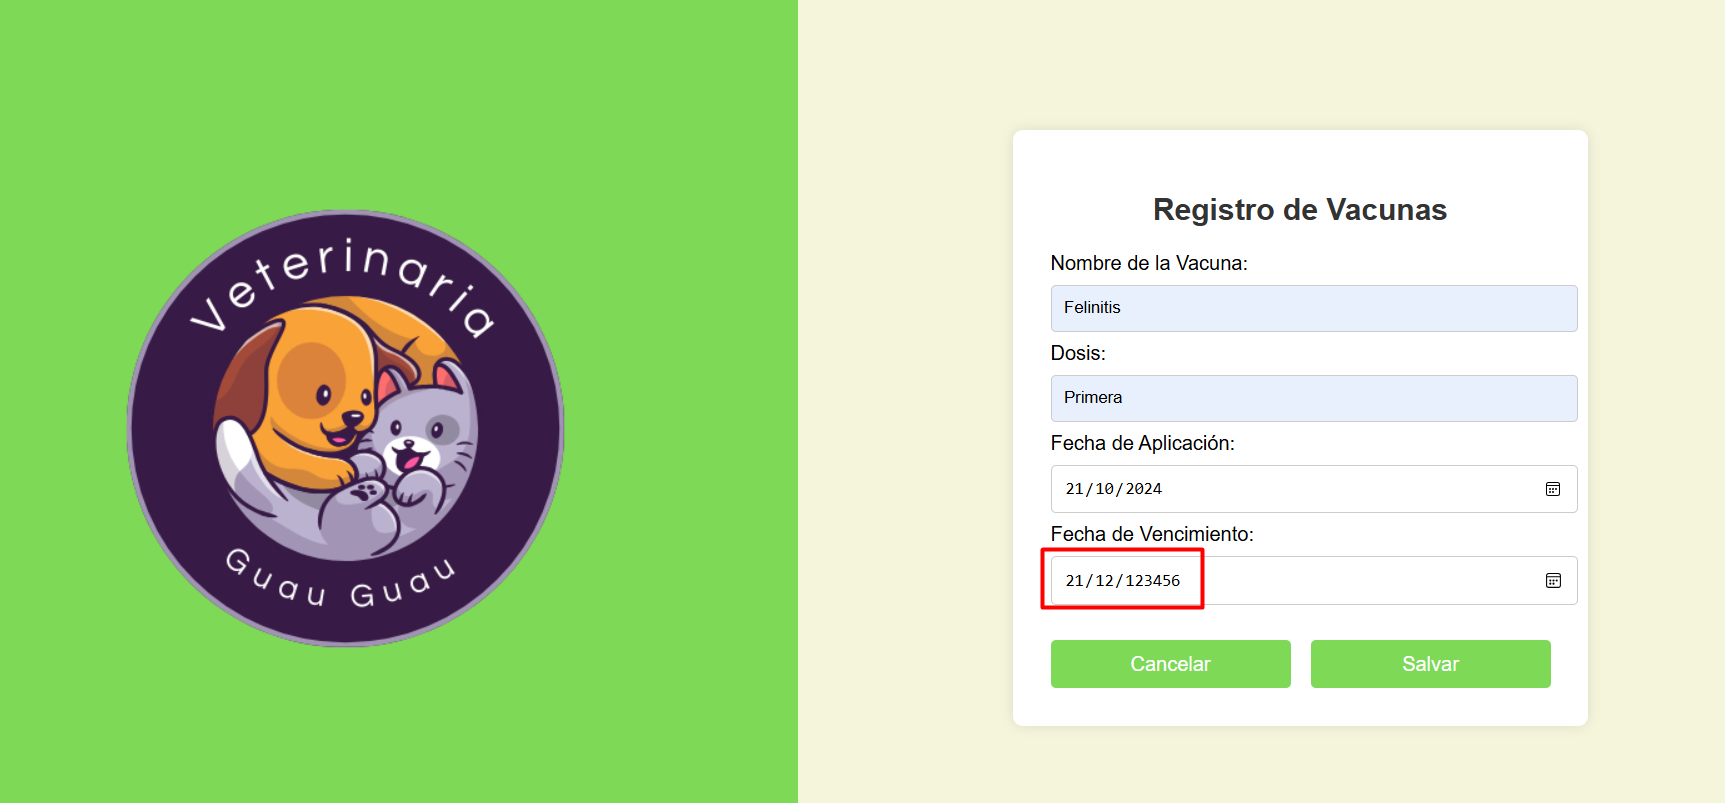 Veterinaria
Guau Guau
Registro de Vacunas
Nombre de la Vacuna:
Felinitis
Dosis:
Primera
Fecha de Aplicación:
21/10/2024
Fecha de Vencimiento:
21/12/123456
Cancelar
Salvar